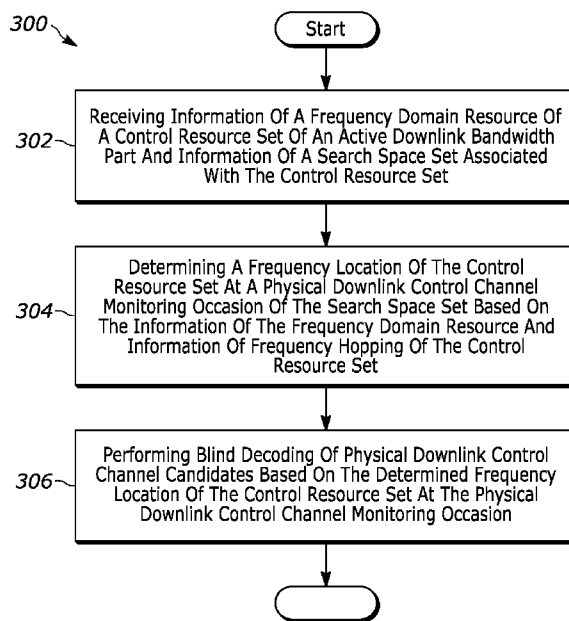 300
Start
302
Receiving Information Of A Frequency Domain Resource Of
A Control Resource Set Of An Active Downlink Bandwidth
Part And Information Of A Search Space Set Associated
With The Control Resource Set
304
Determining A Frequency Location Of The Control
Resource Set At A Physical Downlink Control Channel
Monitoring Occasion Of The Search Space Set Based On
The Information Of The Frequency Domain Resource And
Information Of Frequency Hopping Of The Control
Resource Set
306
Performing Blind Decoding Of Physical Downlink Control
Channel Candidates Based On The Determined Frequency
Location Of The Control Resource Set At The Physical
Downlink Control Channel Monitoring Occasion